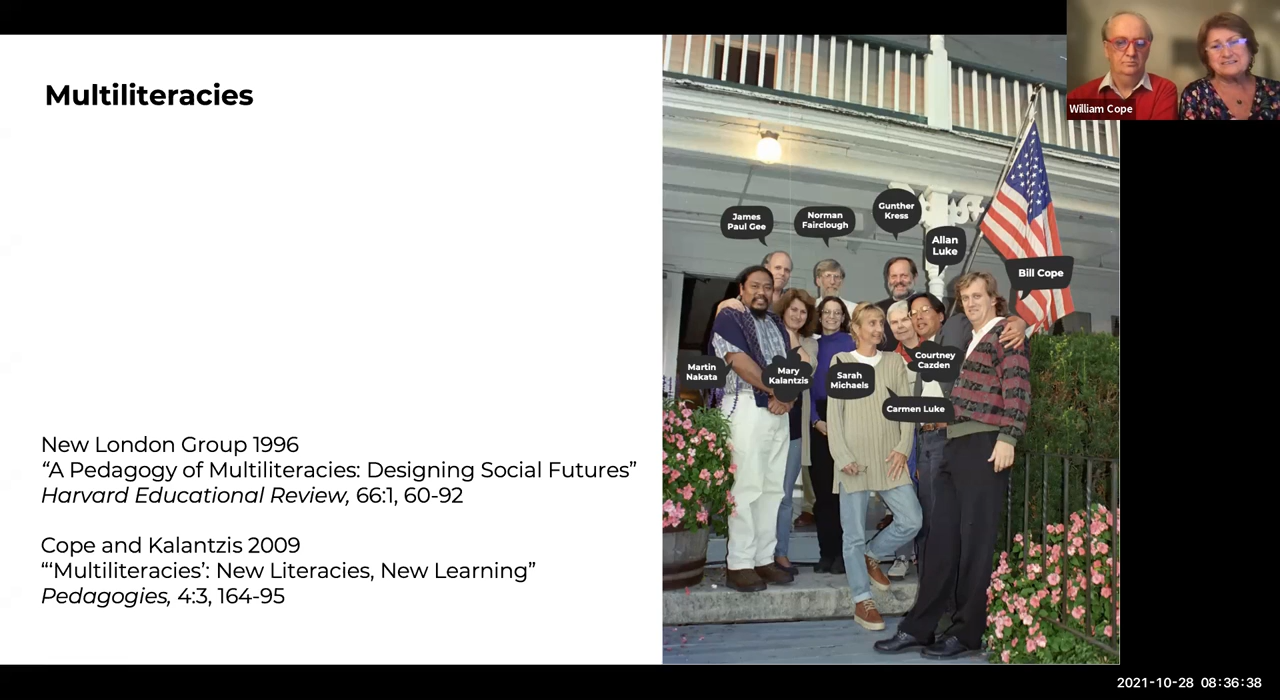 Multiliteracies
New London Group 1996
“A Pedagogy of Multiliteracies: Designing Social Futures”
Harvard Educational Review, 66:1, 60-92
Cope and Kalantzis 2009
“‘Multiliteracies’: New Literacies, New Learning”
Pedagogies, 4:3, 164-95
James
Paul Gee
Norman
Fairclough
Gunther
Kress
Allan
Luke
Bill Cope
Martin
Nakata
Mary
Kalantzis
Sarah
Michaels
Courtney
Cazden
Carmen Luke
William Cope
2021-10-28 08:36:38